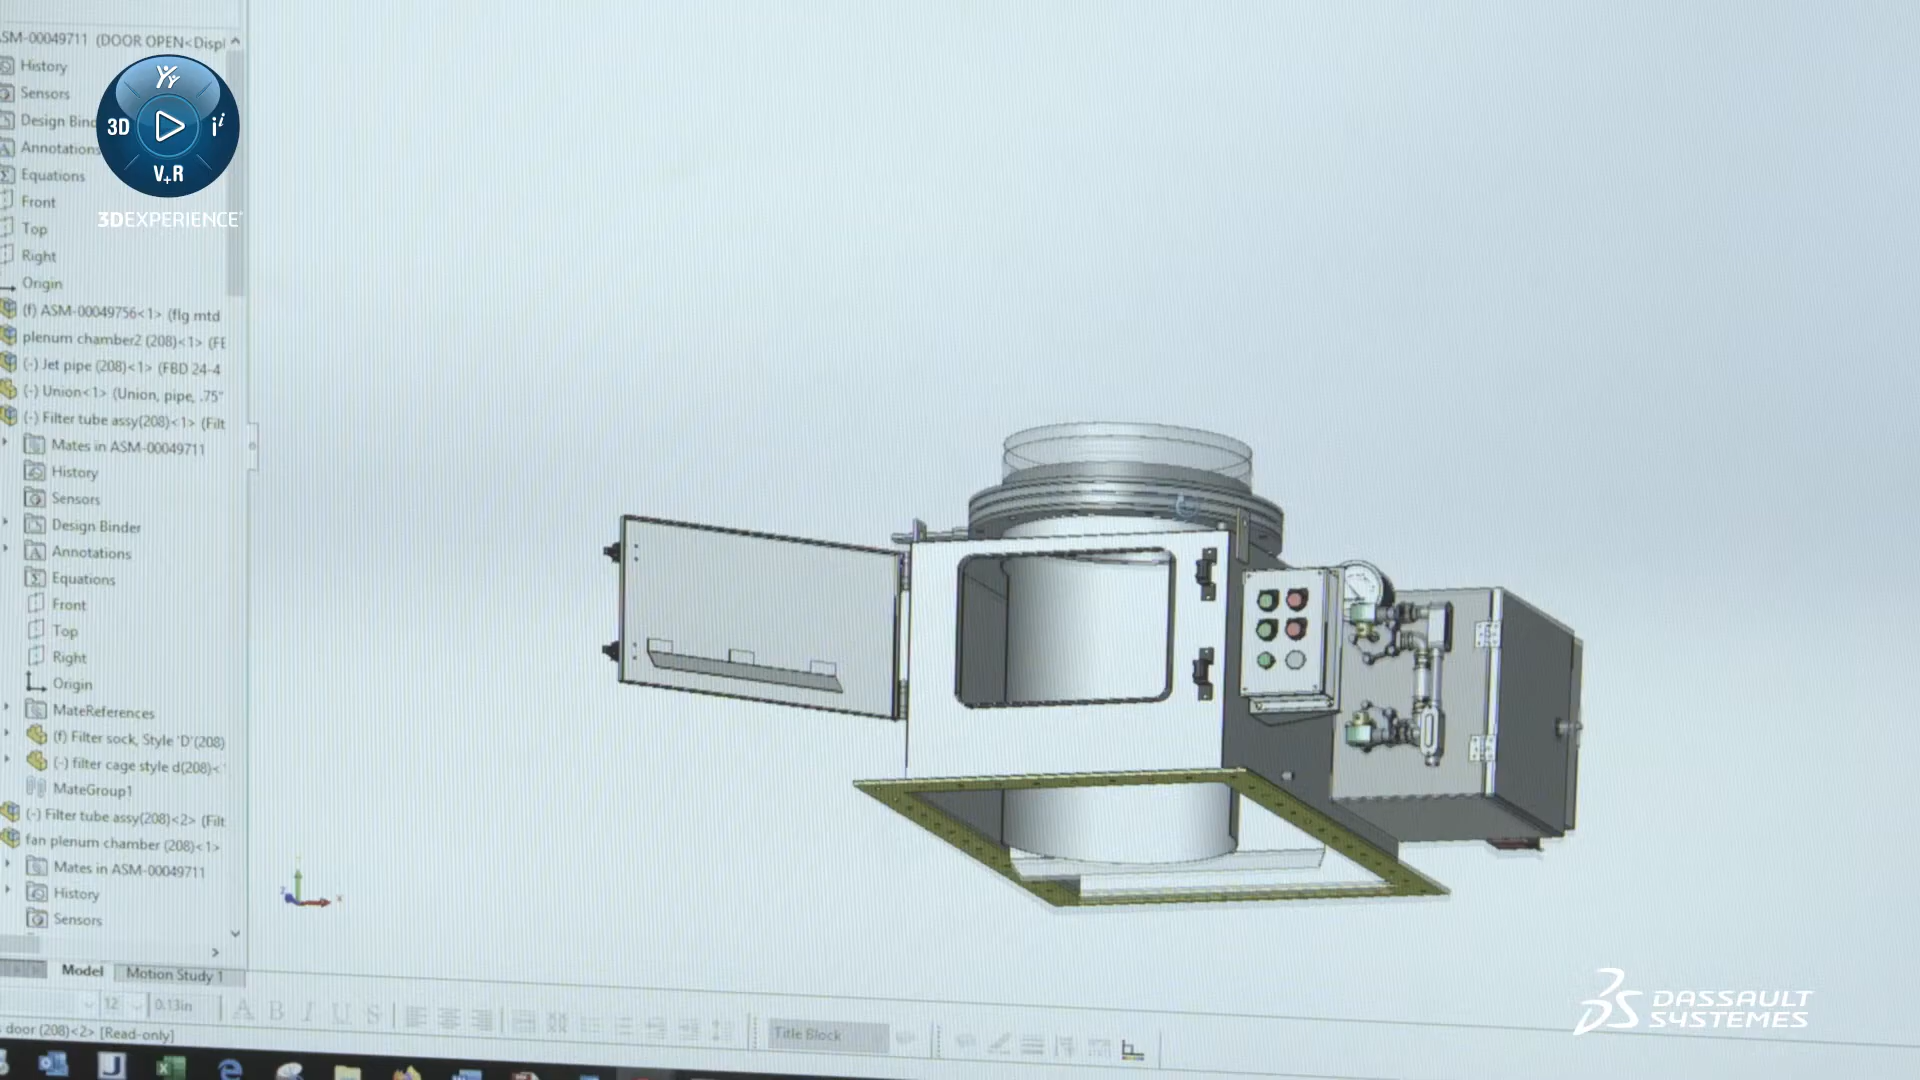 ASM-00049711 (DOOR OPEN<Displ
History
Sensors
Design Bind
Annotations
Equations
Front
Top
Right
Origin
(f) ASM-00049756<1> (flg mtd
plenum chamber2 (208)<1> (FE
(-) Jet pipe (208)<1> (FBD 24-4
(-) Union<1> (Union, pipe, .75"
(-) Filter tube assy(208)<1> (Filt
Mates in ASM-00049711
History
Sensors
Design Binder
Annotations
Equations
Front
Top
Right
Origin
MateReferences
(f) Filter sock, Style 'D'(208)
(-) filter cage style d(208)<
MateGroup1
(-) Filter tube assy(208)<2> (Filt
fan plenum chamber (208)<1>
Mates in ASM-00049711
History
Sensors
Model Motion Study 1
12 0.13in A B I U S Title Block
door (208)<2> [Read-only]
3D i V+R
3DEXPERIENCE
DASSAULT
SYSTEMES